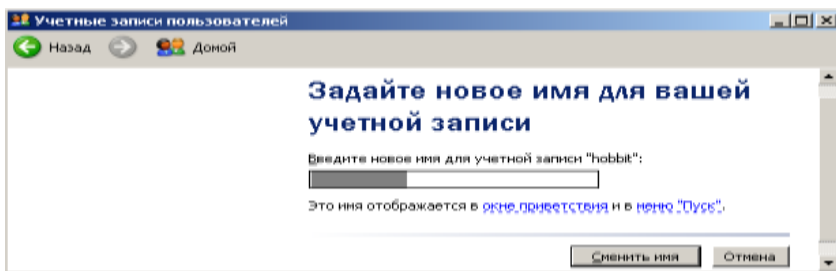 Учетные записи пользователей
Назад Домой
Задайте новое имя для вашей
учетной записи
Введите новое имя для учетной записи "hobbit":
Это имя отображается в окне приветствия и в меню "Пуск".
Сменить имя Отмена